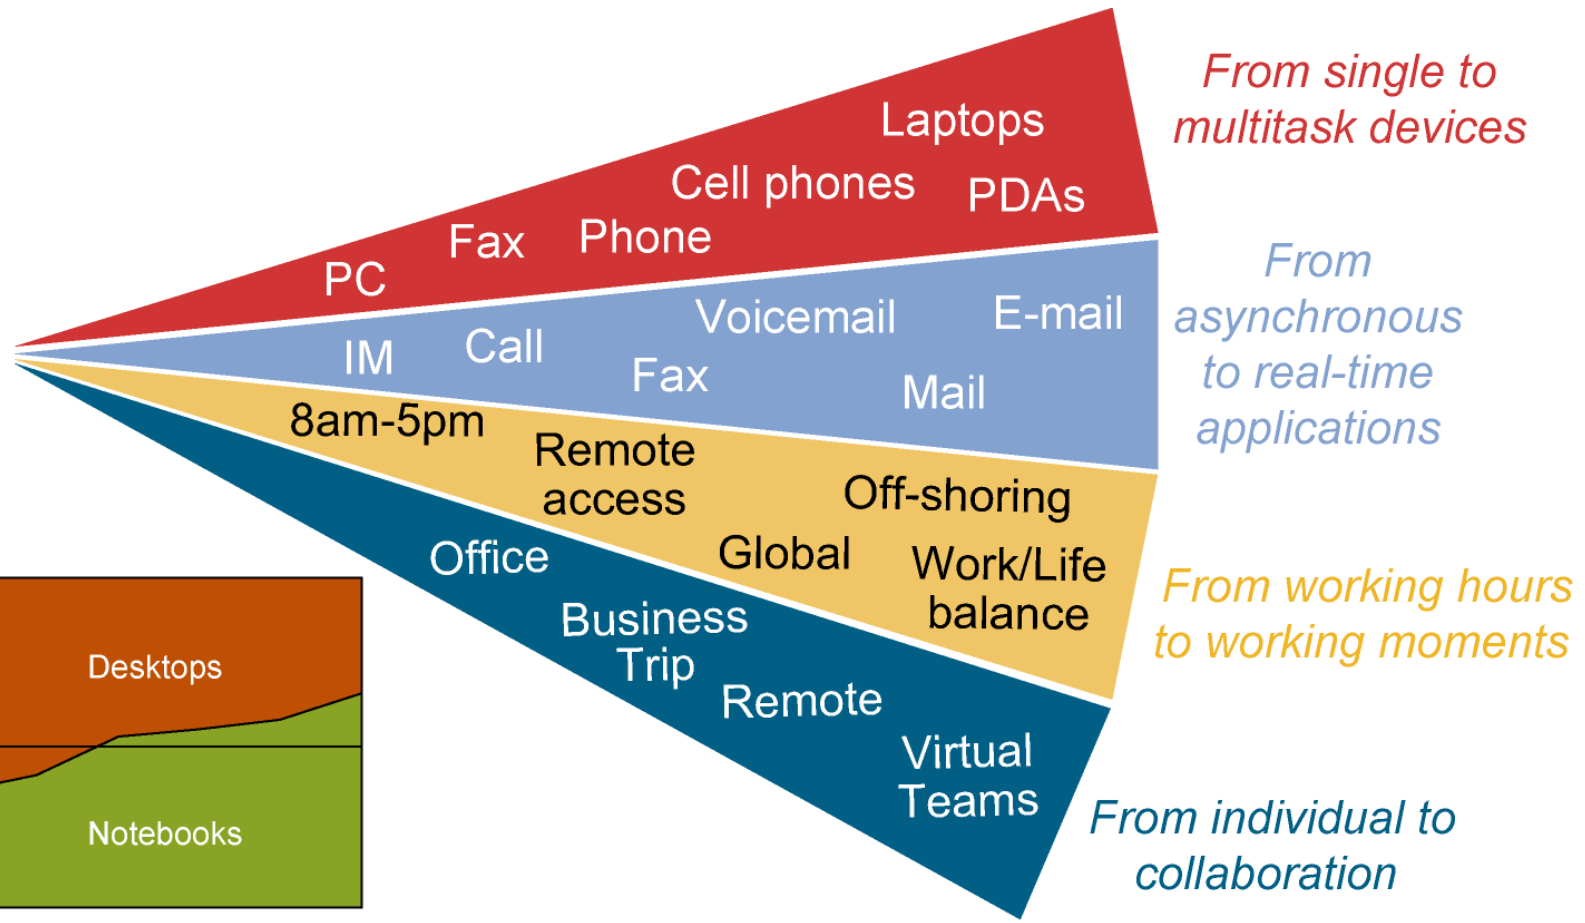 Laptops
Cell phones
PDAs
Fax
Phone
PC
From single to
multitask devices
Voicemail
E-mail
IM
Call
Fax
Mail
From
asynchronous
to real-time
applications
8am-5pm
Remote
access
Off-shoring
Global
Work/Life
balance
From working hours
to working moments
Office
Business
Trip
Remote
Virtual
Teams
From individual to
collaboration
Desktops
Notebooks